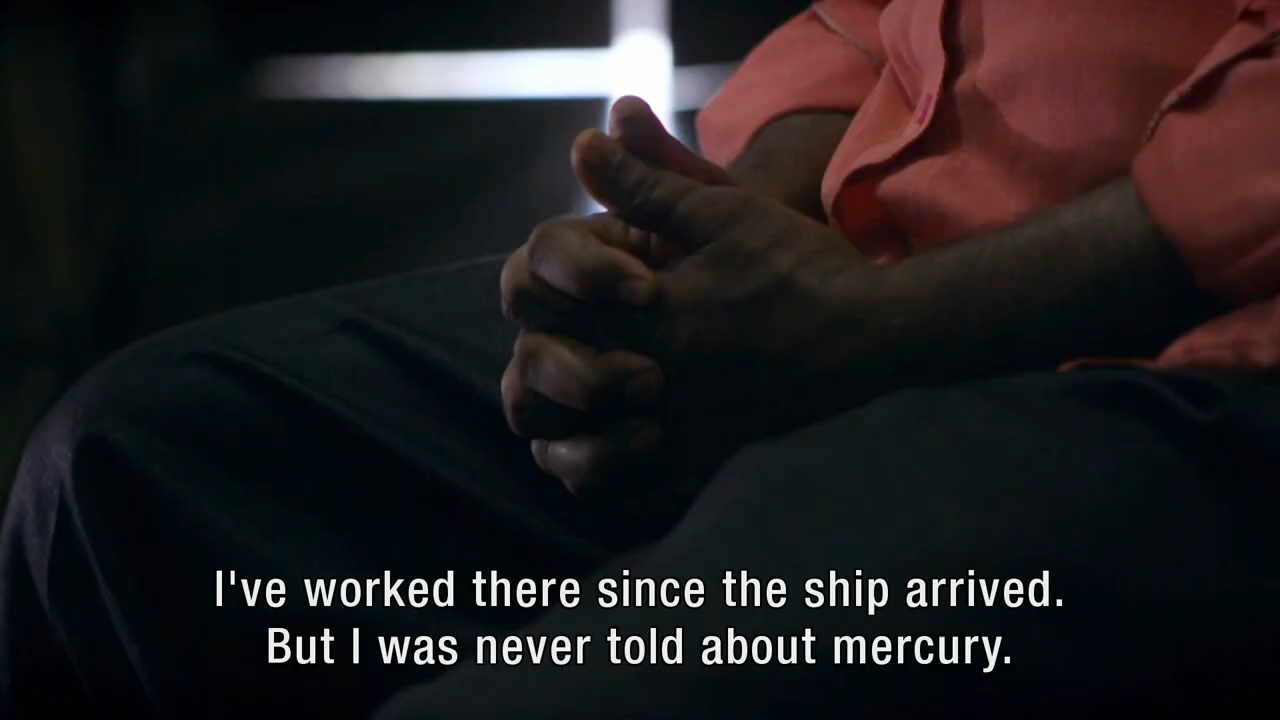 I've worked there since the ship arrived.
But I was never told about mercury.